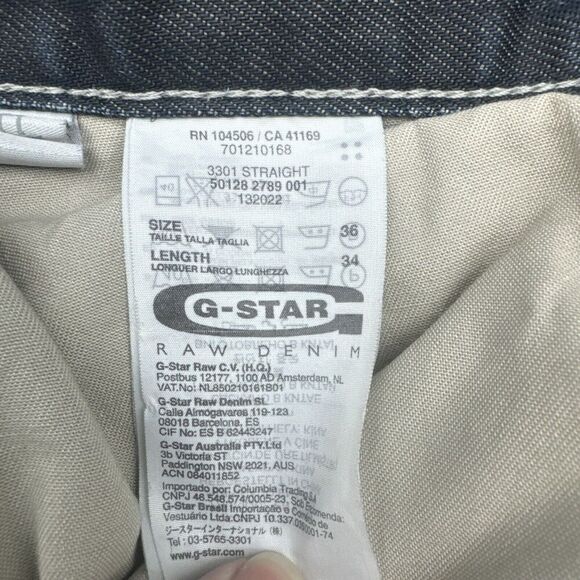 RN 104506 / CA 41169
701210168
3301 STRAIGHT
50128 2789 001
132022
SIZE 36
TAILLE TALLA TAGLIA
LENGTH 34
LONGUER LARGO LUNGHEZZA
G-STAR
RAW DENIM
G-Star Raw C.V. (H.Q.)
Postbus 12177, 1100 AD Amsterdam, NL
VAT.No: NL850210161B01
G-Star Raw Denim SL
Calle Almogavares 119-123
08018 Barcelona, ES
CIF No: ES B 62443247
G-Star Australia PTY.Ltd
3b Victoria ST
Paddington NSW 2021, AUS
ACN 084011852
Importado por: Columbia Trading
CNPJ 46.548.574/0005-23, Sob Encomenda:
G-Star Brasil Importação e Comécio de
Vestuário Ltda.CNPJ 10.337.
ジースターインターナショナル(株)
Tel : 03-5765-3301
www.g-star.com